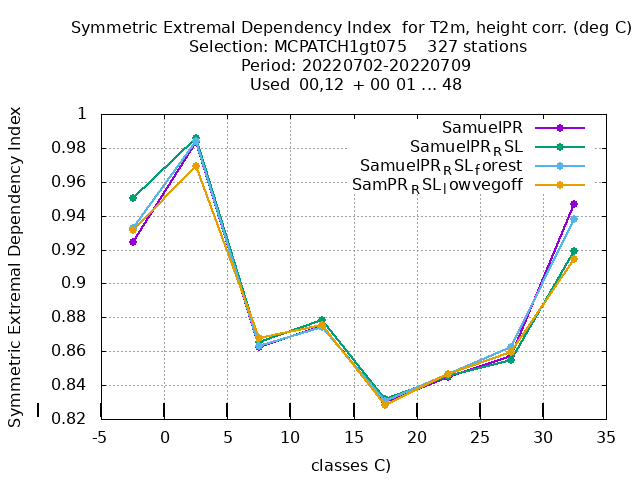 Symmetric Extremal Dependency Index  for T2m, height corr. (deg C)
Selection: MCPATCH1gt075    327 stations
Period: 20220702-20220709
Used  00,12  + 00 01 ... 48
Symmetric Extremal Dependency Index
1
0.98
0.96
0.94
0.92
0.9
0.88
0.86
0.84
0.82
SamuelPR
SamuelPR_RSL
SamuelPR_RSL_forest
SamPR_RSL_lowvegoff
-5 0 5 10 15 20 25 30 35
classes C)